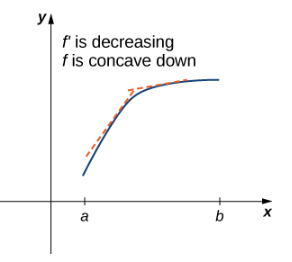 y
f′ is decreasing
f is concave down
a
b
x